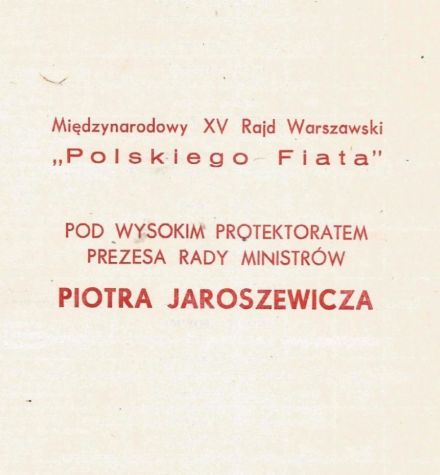 Międzynarodowy XV Rajd Warszawski
„Polskiego Fiata"
POD WYSOKIM PROTEKTORATEM
PREZESA RADY MINISTRÓW
PIOTRA JAROSZEWICZA